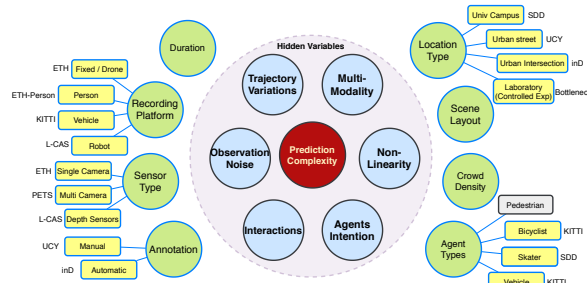 Hidden Variables
Duration
ETH
Fixed / Drone
ETH-Person
Person
KITTI
Vehicle
L-CAS
Robot
Recording
Platform
ETH
Single Camera
PETS
Multi Camera
L-CAS
Depth Sensors
Sensor
Type
UCY
Manual
inD
Automatic
Annotation
Trajectory
Variations
Multi-
Modality
Observation
Noise
Prediction
Complexity
Non-
Linearity
Interactions
Agents
Intention
Location
Type
Univ Campus
SDD
Urban street
UCY
Urban Intersection
inD
Laboratory
(Controlled Exp)
Bottleneck
Scene
Layout
Crowd
Density
Agent
Types
Pedestrian
Bicyclist
KITTI
Skater
SDD
Vehicle
KITTI